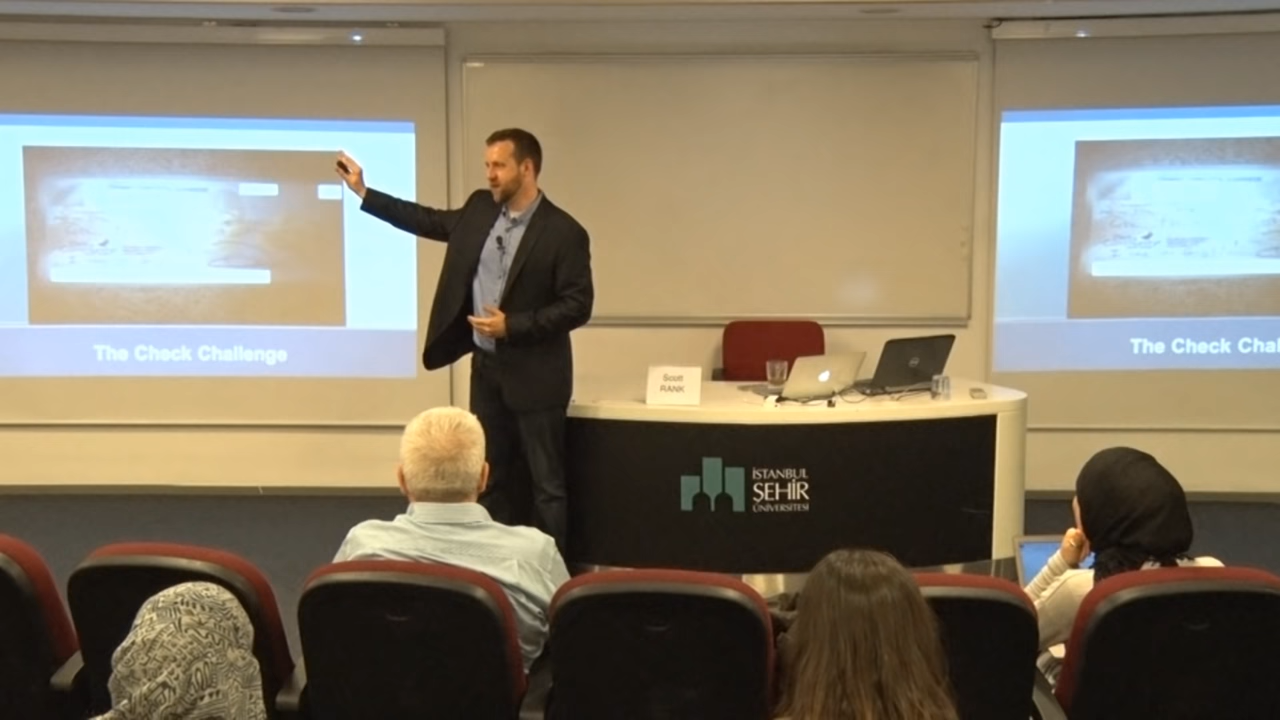 The Check Challenge
The Check Chal
Scott
RANK
İSTANBUL
ŞEHİR
ÜNİVERSİTESİ